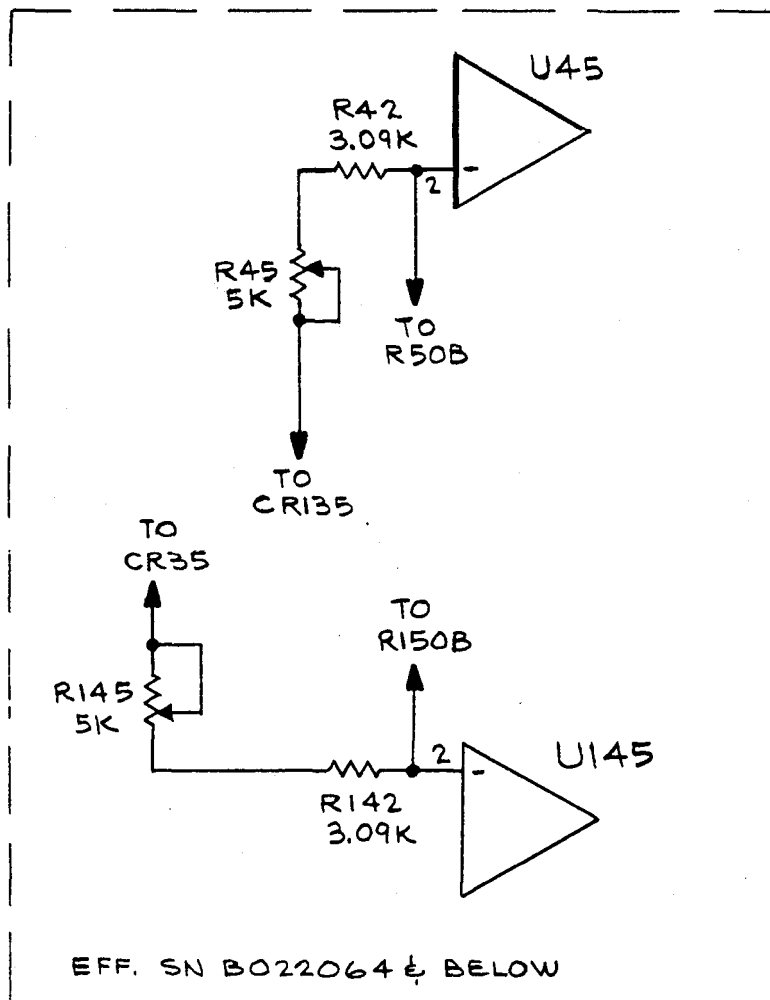 U45
R42
3.09K
-
2
R45
5K
TO
R50B
TO
CR135
TO
CR35
TO
R150B
R145
5K
2
-
U145
R142
3.09K
EFF. SN B022064 & BELOW